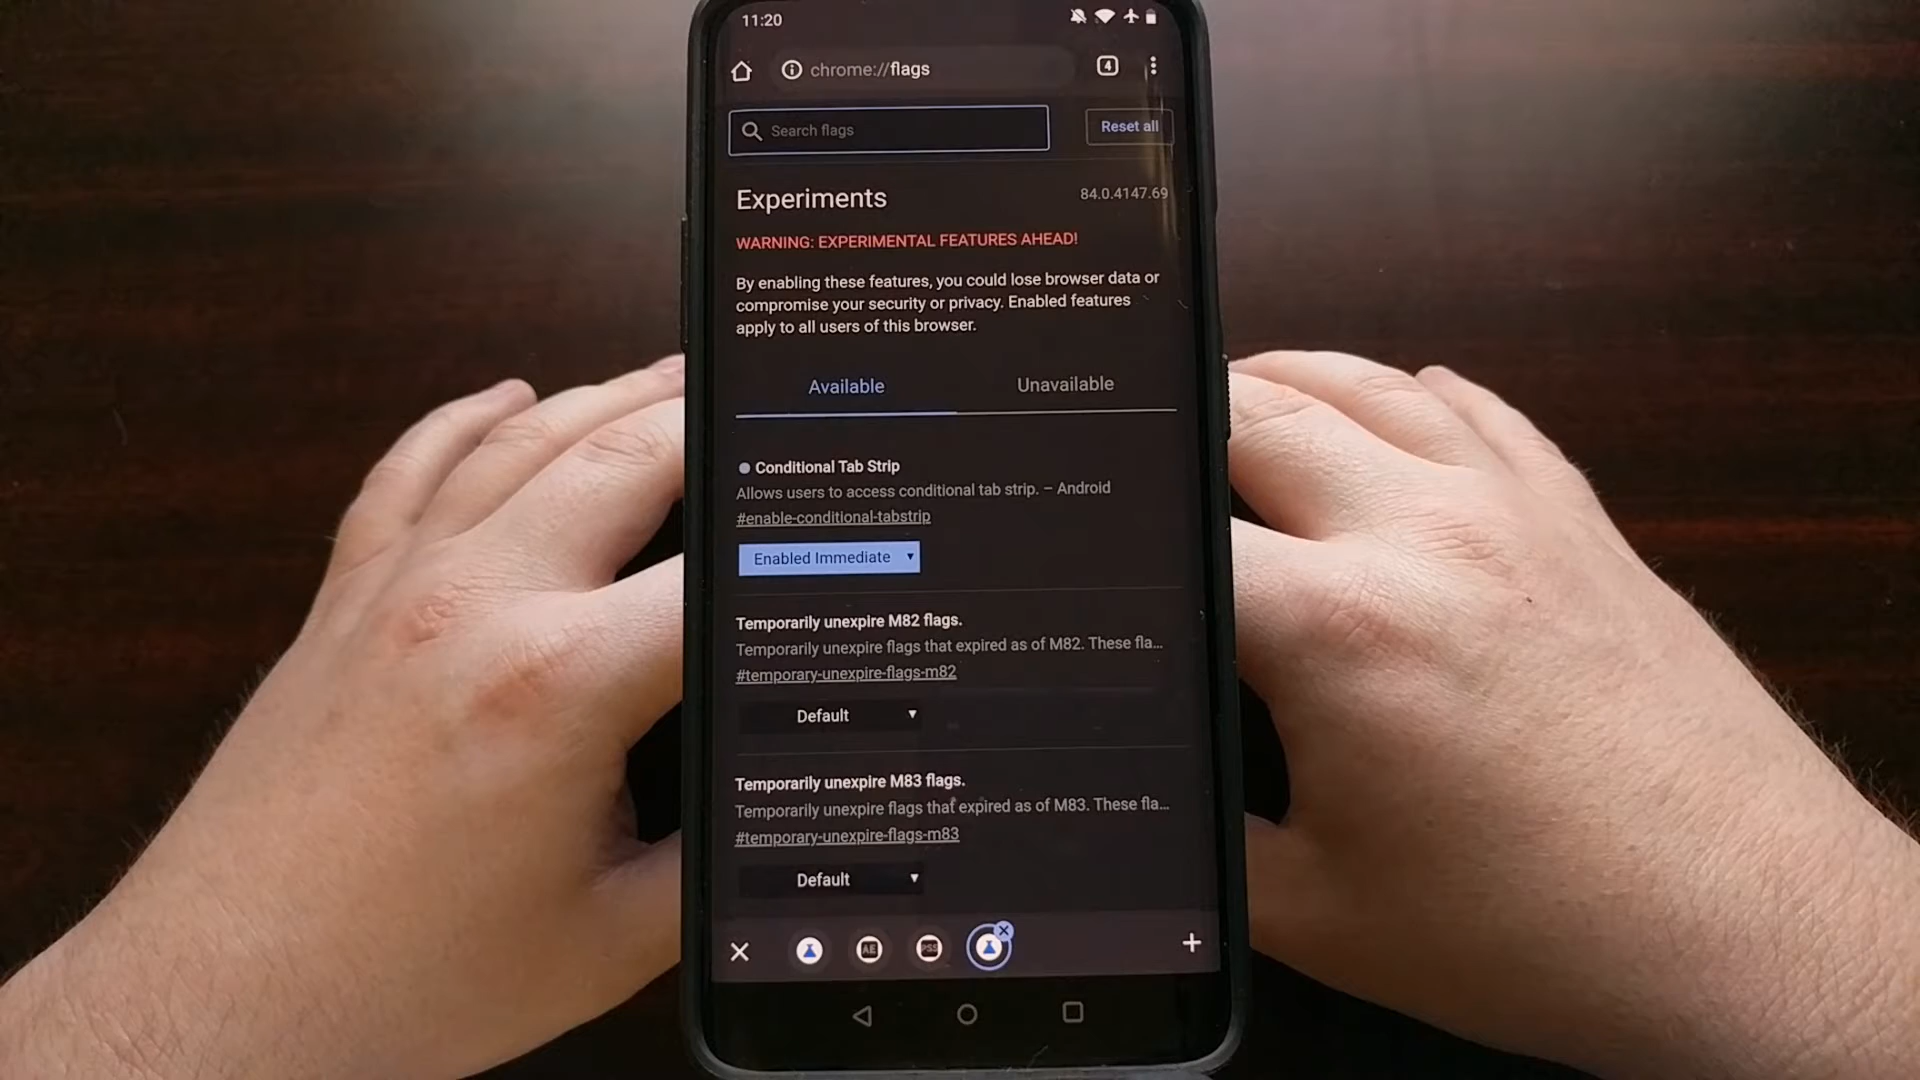 11:20
chrome://flags
4
Search flags
Reset all
Experiments
84.0.4147.69
WARNING: EXPERIMENTAL FEATURES AHEAD!
By enabling these features, you could lose browser data or
compromise your security or privacy. Enabled features
apply to all users of this browser.
Available
Unavailable
Conditional Tab Strip
Allows users to access conditional tab strip. – Android
#enable-conditional-tabstrip
Enabled Immediate
Temporarily unexpire M82 flags.
Temporarily unexpire flags that expired as of M82. These fla...
#temporary-unexpire-flags-m82
Default
Temporarily unexpire M83 flags.
Temporarily unexpire flags that expired as of M83. These fla...
#temporary-unexpire-flags-m83
Default
AE
PSS